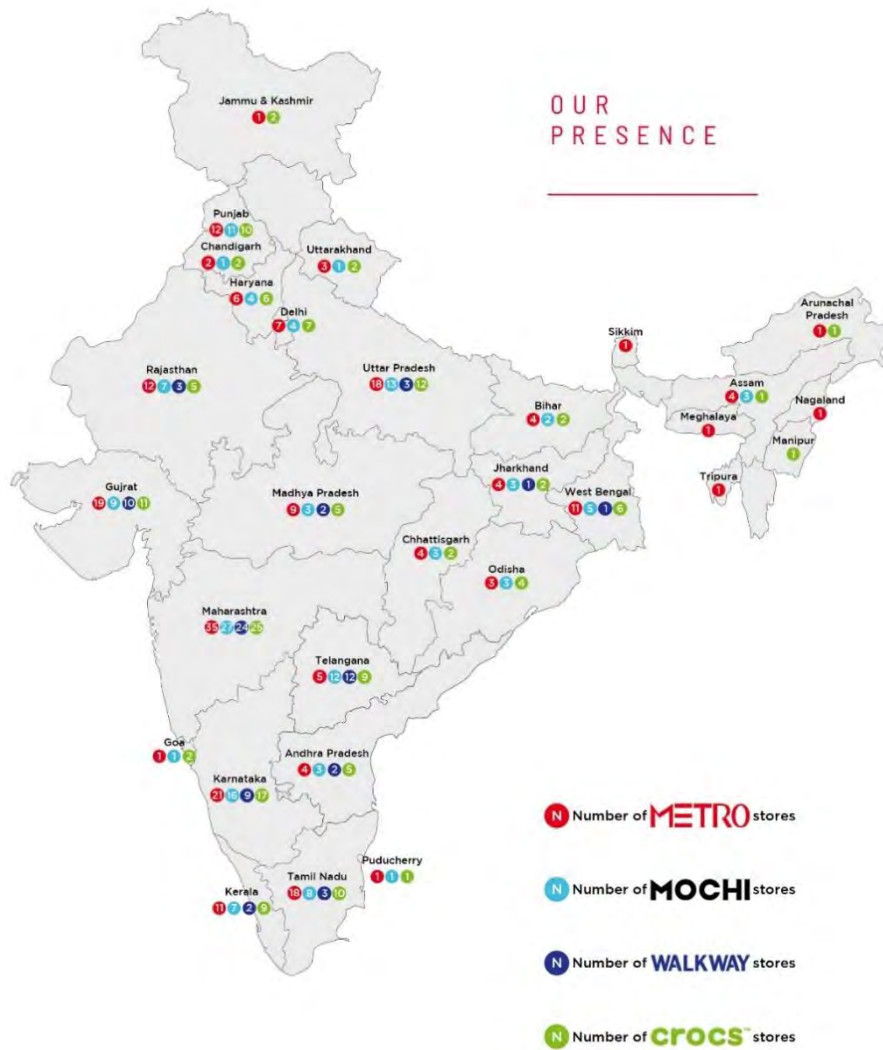 OUR
PRESENCE
Jammu & Kashmir
1 2
Punjab
12 11 10
Chandigarh
2 1 2
Uttarakhand
3 1 2
Haryana
6 4 6
Delhi
7 4 7
Arunachal
Pradesh
1 1
Sikkim
1
Rajasthan
12 7 3 5
Uttar Pradesh
18 13 3 12
Assam
4 3 1
Nagaland
1
Bihar
4 2 2
Meghalaya
1
Manipur
1
Jharkhand
4 3 1 2
Tripura
1
Gujrat
19 9 10 11
Madhya Pradesh
9 3 2 5
West Bengal
11 5 1 6
Chhattisgarh
4 3 2
Odisha
3 3 4
Maharashtra
35 27 24
Telangana
5 12 12 9
Goa
1 1 2
Andhra Pradesh
4 3 2 5
Karnataka
21 16 9 17
Puducherry
1 1 1
Tamil Nadu
18 8 3 10
Kerala
11 7 2 9
N Number of METRO stores
N Number of MOCHI stores
N Number of WALKWAY stores
N Number of crocs™ stores